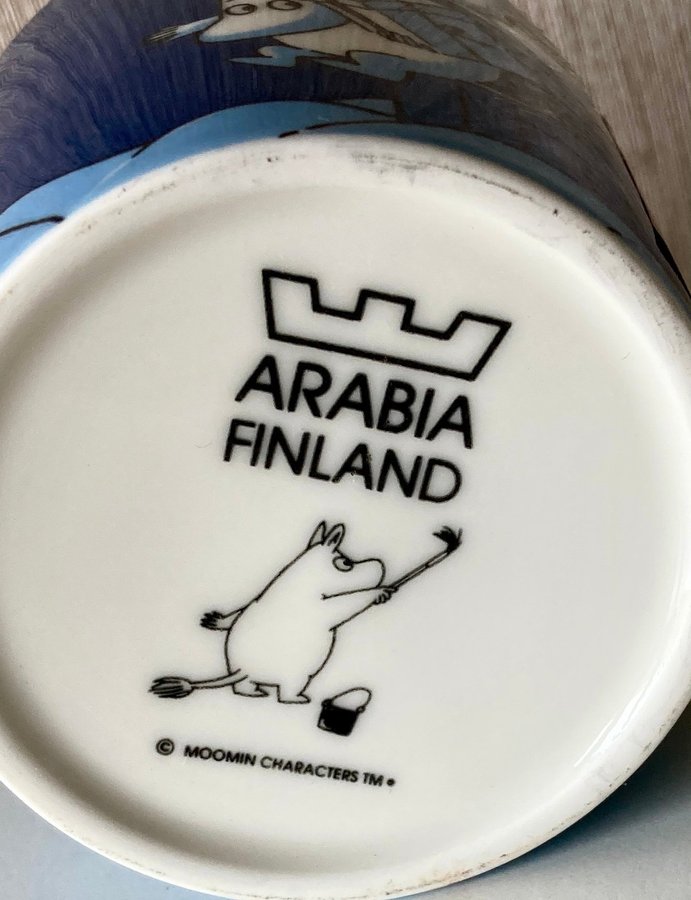 ARABIA
FINLAND
© MOOMIN CHARACTERS TM •